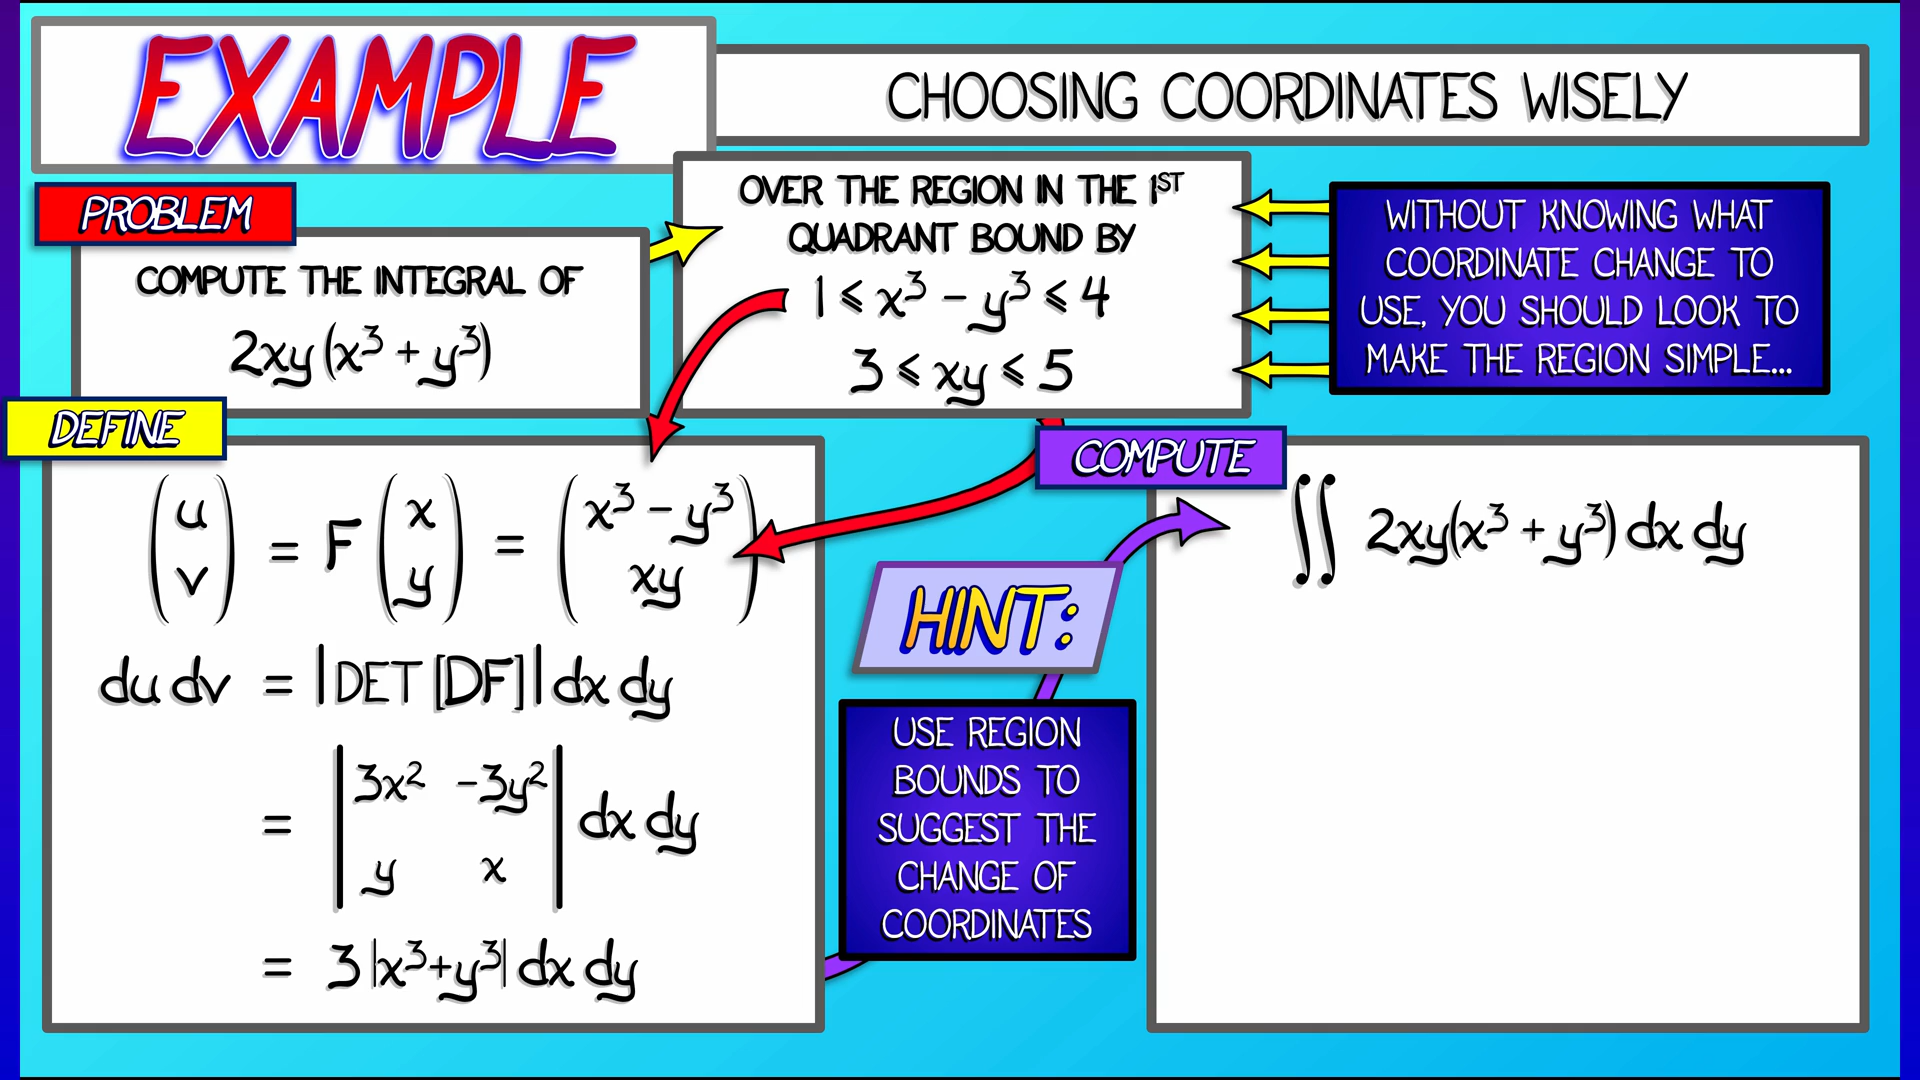 EXAMPLE
CHOOSING COORDINATES WISELY
PROBLEM
COMPUTE THE INTEGRAL OF
2xy(x³ + y³)
OVER THE REGION IN THE 1ST
QUADRANT BOUND BY
1 ⩽ x³ – y³ ⩽ 4
3 ⩽ xy ⩽ 5
WITHOUT KNOWING WHAT
COORDINATE CHANGE TO
USE, YOU SHOULD LOOK TO
MAKE THE REGION SIMPLE...
DEFINE
(u v) = F (x y) = (x³ – y³ xy)
du dv = |DET [DF]| dx dy
= |3x² -3y² y x| dx dy
= 3|x³+y³| dx dy
HINT:
USE REGION
BOUNDS TO
SUGGEST THE
CHANGE OF
COORDINATES
COMPUTE
∬ 2xy(x³ + y³) dx dy